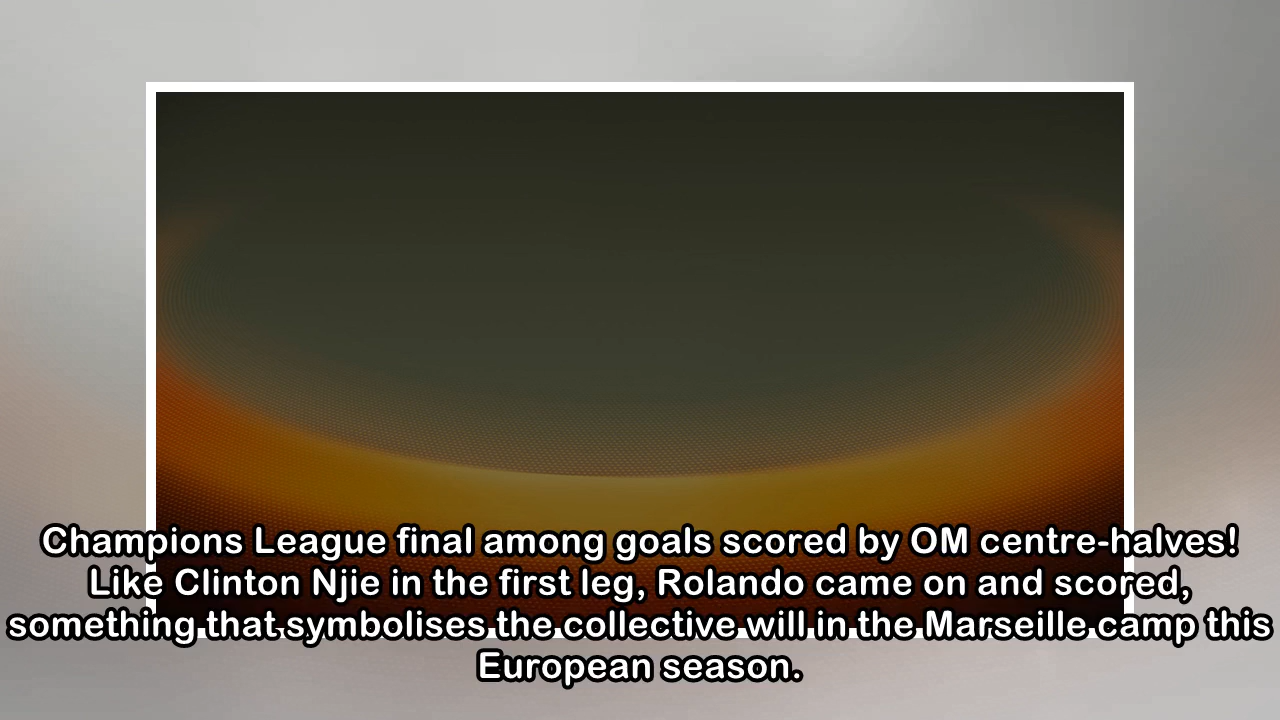 Champions League final among goals scored by OM centre-halves!
Like Clinton Njie in the first leg, Rolando came on and scored,
something that symbolises the collective will in the Marseille camp this
European season.